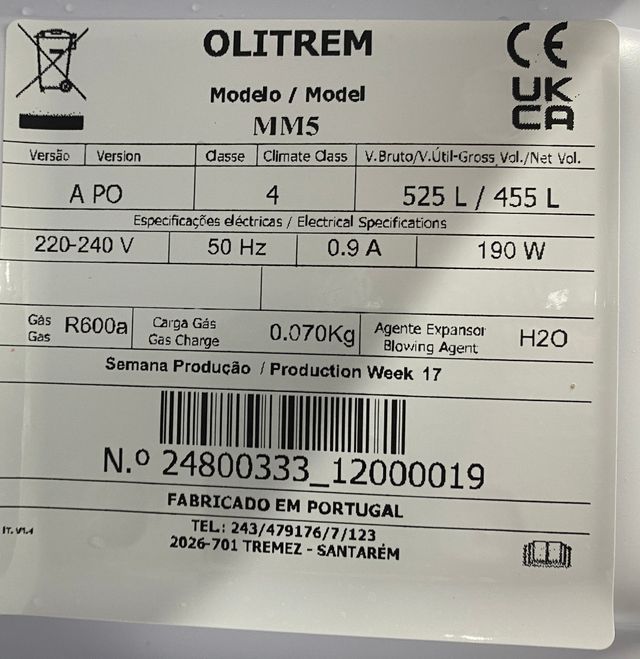 OLITREM
CE
UK
CA
Modelo / Model
MM5
Versão Version Classe Climate Class V.Bruto/V.Útil-Gross Vol./Net Vol.
A PO 4 525 L / 455 L
Especificações eléctricas / Electrical Specifications
220-240 V 50 Hz 0.9 A 190 W
Gás
Gas
R600a
Carga Gás
Gas Charge
0.070Kg
Agente Expansor
Blowing Agent
H2O
Semana Produção / Production Week 17
N.º 24800333_12000019
FABRICADO EM PORTUGAL
IT. V1.4
TEL.: 243/479176/7/123
2026-701 TREMEZ - SANTARÉM